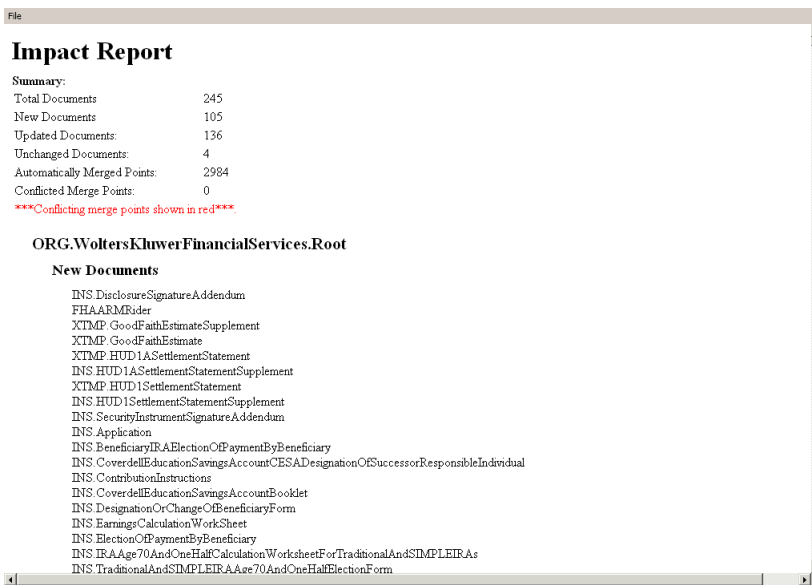 File
Impact Report
Summary:
Total Documents 245
New Documents 105
Updated Documents: 136
Unchanged Documents: 4
Automatically Merged Points: 2984
Conflicted Merge Points: 0
***Conflicting merge points shown in red***.
ORG.WoltersKluwerFinancialServices.Root
New Documents
INS.DisclosureSignatureAddendum
FHAARMRider
XTMP.GoodFaithEstimateSupplement
XTMP.GoodFaithEstimate
XTMP.HUD1ASettlementStatement
INS.HUD1ASettlementStatementSupplement
XTMP.HUD1SettlementStatement
INS.HUD1SettlementStatementSupplement
INS.SecurityInstrumentSignatureAddendum
INS.Application
INS.BeneficiaryIRAElectionOfPaymentByBeneficiary
INS.CoverdellEducationSavingsAccountCESADesignationOfSuccessorResponsibleIndividual
INS.ContributionInstructions
INS.CoverdellEducationSavingsAccountBooklet
INS.DesignationOrChangeOfBeneficiaryForm
INS.EarningsCalculationWorkSheet
INS.ElectionOfPaymentByBeneficiary
INS.IRAAge70AndOneHalfCalculationWorksheetForTraditionalAndSIMPLEIRAs
INS.TraditionalAndSIMPLEIRAAge70AndOneHalfElectionForm